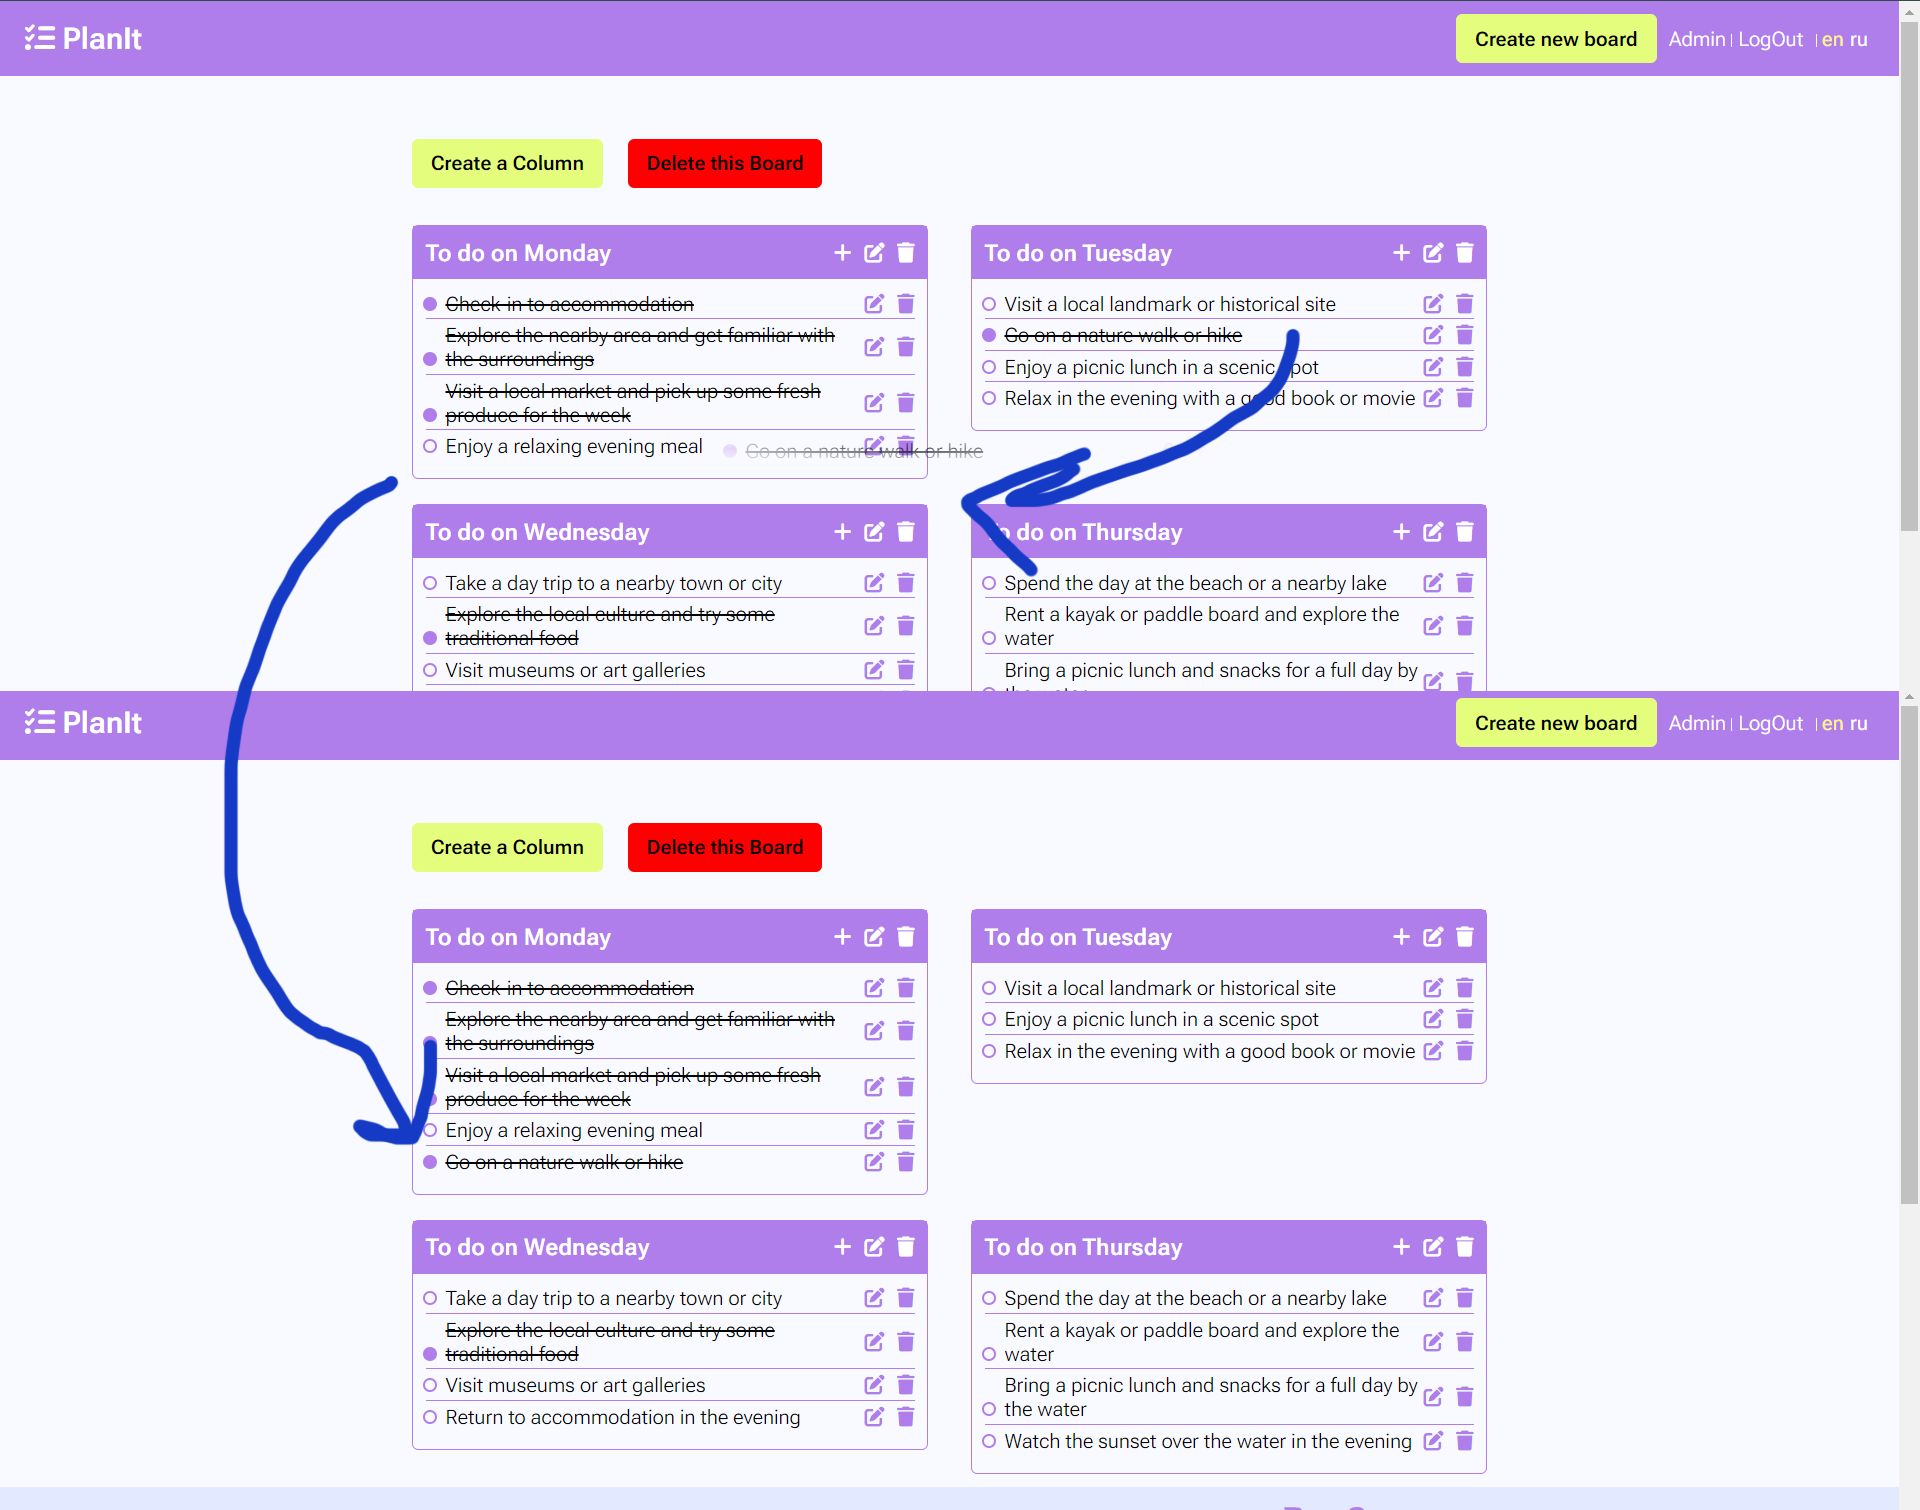 PlanIt
Create new board Admin | LogOut | en ru
Create a Column Delete this Board
To do on Monday
Check-in to accommodation
Explore the nearby area and get familiar with
the surroundings
Visit a local market and pick up some fresh
produce for the week
Enjoy a relaxing evening meal
Go on a nature walk or hike
To do on Tuesday
Visit a local landmark or historical site
Go on a nature walk or hike
Enjoy a picnic lunch in a scenic spot
Relax in the evening with a good book or movie
To do on Wednesday
Take a day trip to a nearby town or city
Explore the local culture and try some
traditional food
Visit museums or art galleries
To do on Thursday
Spend the day at the beach or a nearby lake
Rent a kayak or paddle board and explore the
water
Bring a picnic lunch and snacks for a full day by
PlanIt
Create new board Admin | LogOut | en ru
Create a Column Delete this Board
To do on Monday
Check-in to accommodation
Explore the nearby area and get familiar with
the surroundings
Visit a local market and pick up some fresh
produce for the week
Enjoy a relaxing evening meal
Go on a nature walk or hike
To do on Tuesday
Visit a local landmark or historical site
Enjoy a picnic lunch in a scenic spot
Relax in the evening with a good book or movie
To do on Wednesday
Take a day trip to a nearby town or city
Explore the local culture and try some
traditional food
Visit museums or art galleries
Return to accommodation in the evening
To do on Thursday
Spend the day at the beach or a nearby lake
Rent a kayak or paddle board and explore the
water
Bring a picnic lunch and snacks for a full day by
the water
Watch the sunset over the water in the evening